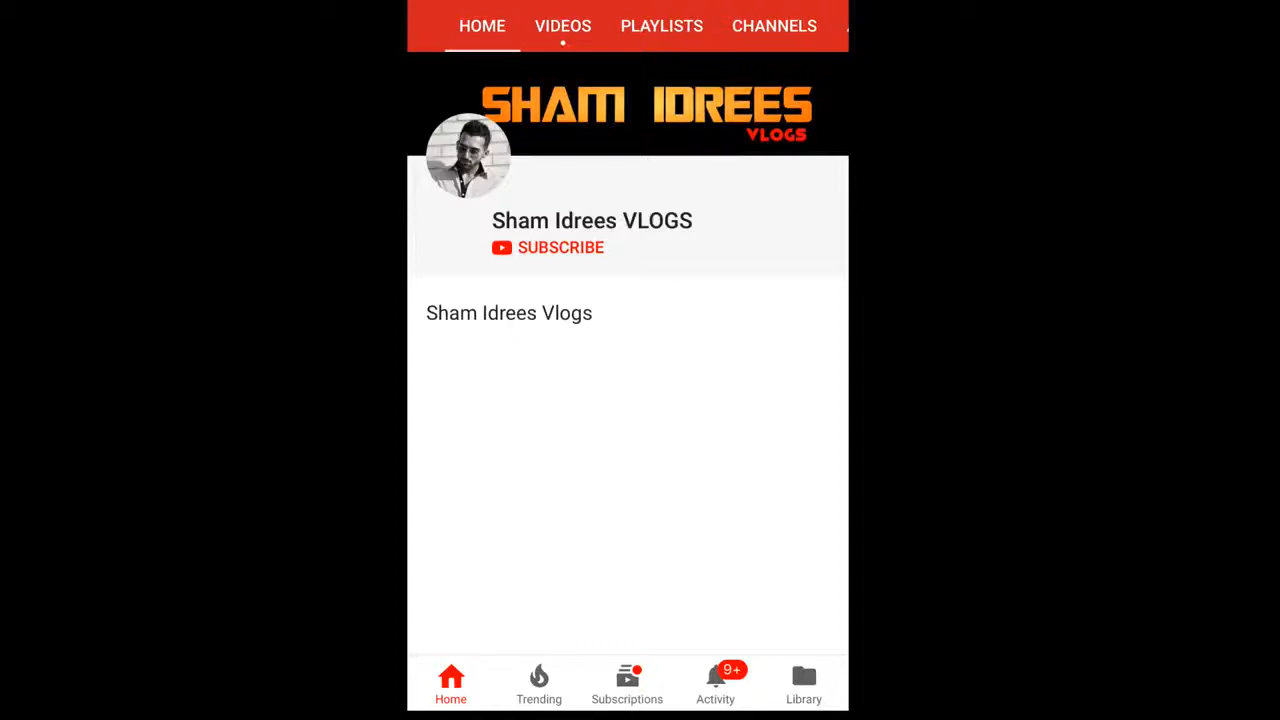 HOME VIDEOS PLAYLISTS CHANNELS
SHAM IDREES
VLOGS
Sham Idrees VLOGS
SUBSCRIBE
Sham Idrees Vlogs
9+
Home Trending Subscriptions Activity Library